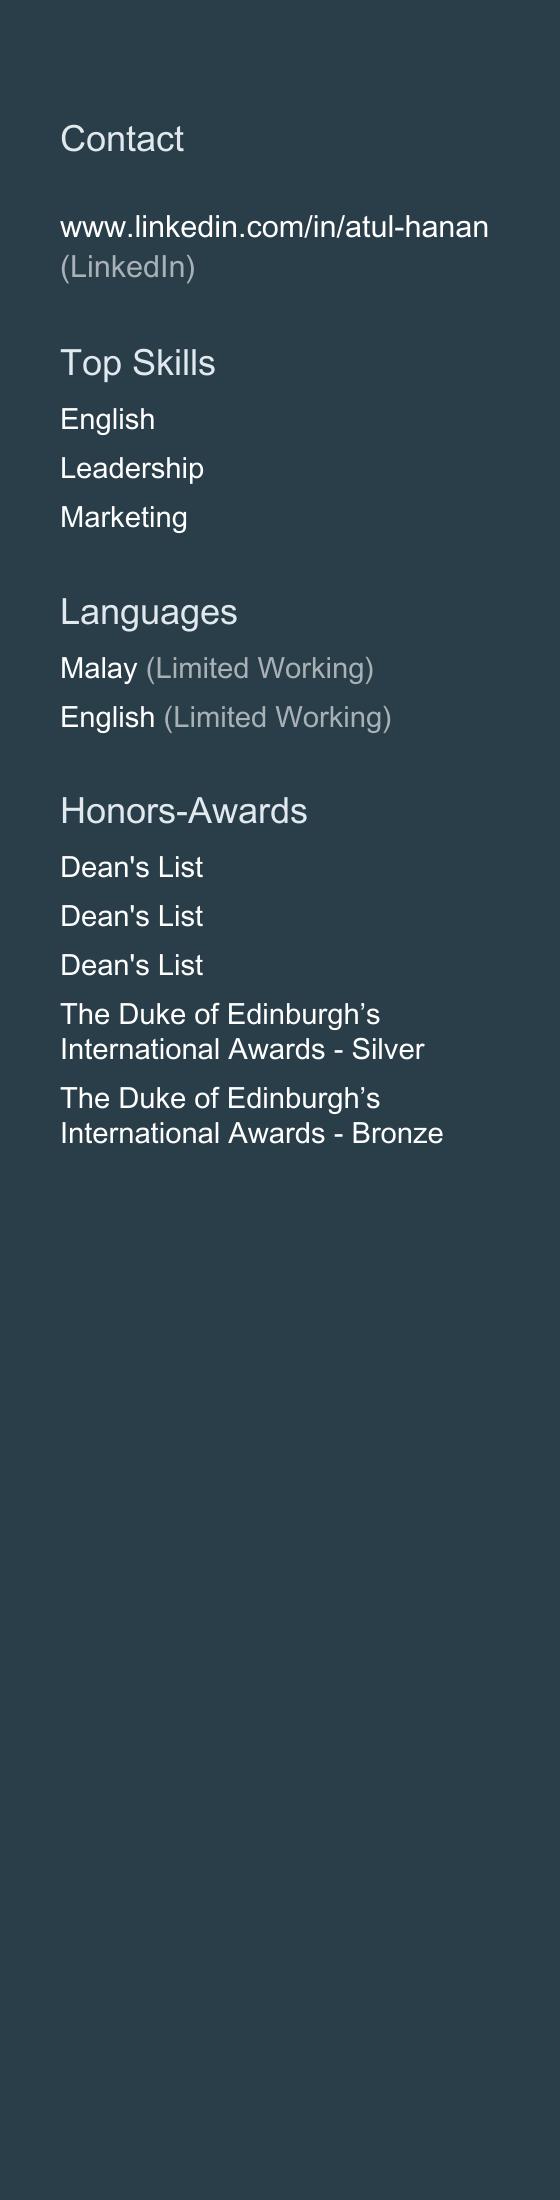 Contact
www.linkedin.com/in/atul-hanan
(LinkedIn)
Top Skills
English
Leadership
Marketing
Languages
Malay (Limited Working)
English (Limited Working)
Honors-Awards
Dean's List
Dean's List
Dean's List
The Duke of Edinburgh’s
International Awards - Silver
The Duke of Edinburgh’s
International Awards - Bronze